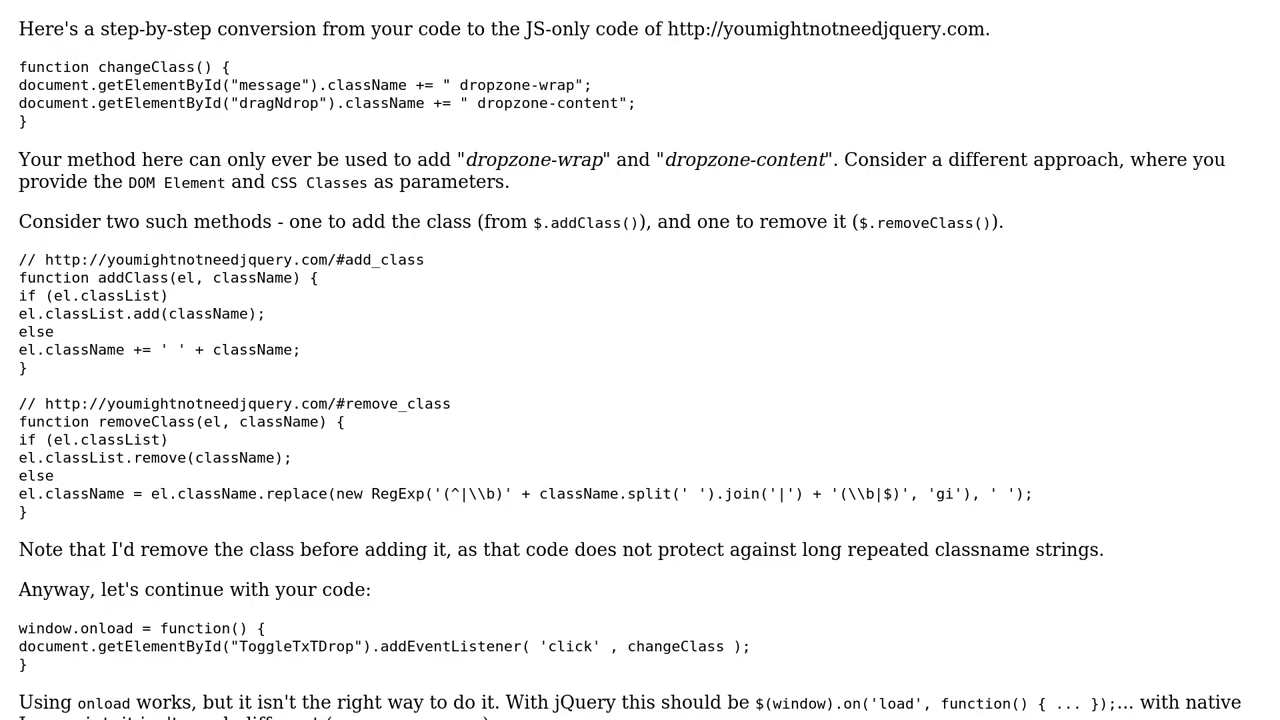 Here's a step-by-step conversion from your code to the JS-only code of http://youmightnotneedjquery.com.
function changeClass() {
document.getElementById("message").className += " dropzone-wrap";
document.getElementById("dragNdrop").className += " dropzone-content";
}
Your method here can only ever be used to add "dropzone-wrap" and "dropzone-content". Consider a different approach, where you
provide the DOM Element and CSS Classes as parameters.
Consider two such methods - one to add the class (from $.addClass()), and one to remove it ($.removeClass()).
// http://youmightnotneedjquery.com/#add_class
function addClass(el, className) {
if (el.classList)
el.classList.add(className);
else
el.className += ' ' + className;
}
// http://youmightnotneedjquery.com/#remove_class
function removeClass(el, className) {
if (el.classList)
el.classList.remove(className);
else
el.className = el.className.replace(new RegExp('(^|\\b)' + className.split(' ').join('|') + '(\\b|$)', 'gi'), ' ');
}
Note that I'd remove the class before adding it, as that code does not protect against long repeated classname strings.
Anyway, let's continue with your code:
window.onload = function() {
document.getElementById("ToggleTxTDrop").addEventListener( 'click' , changeClass );
}
Using onload works, but it isn't the right way to do it. With jQuery this should be $(window).on('load', function() { ... });... with native